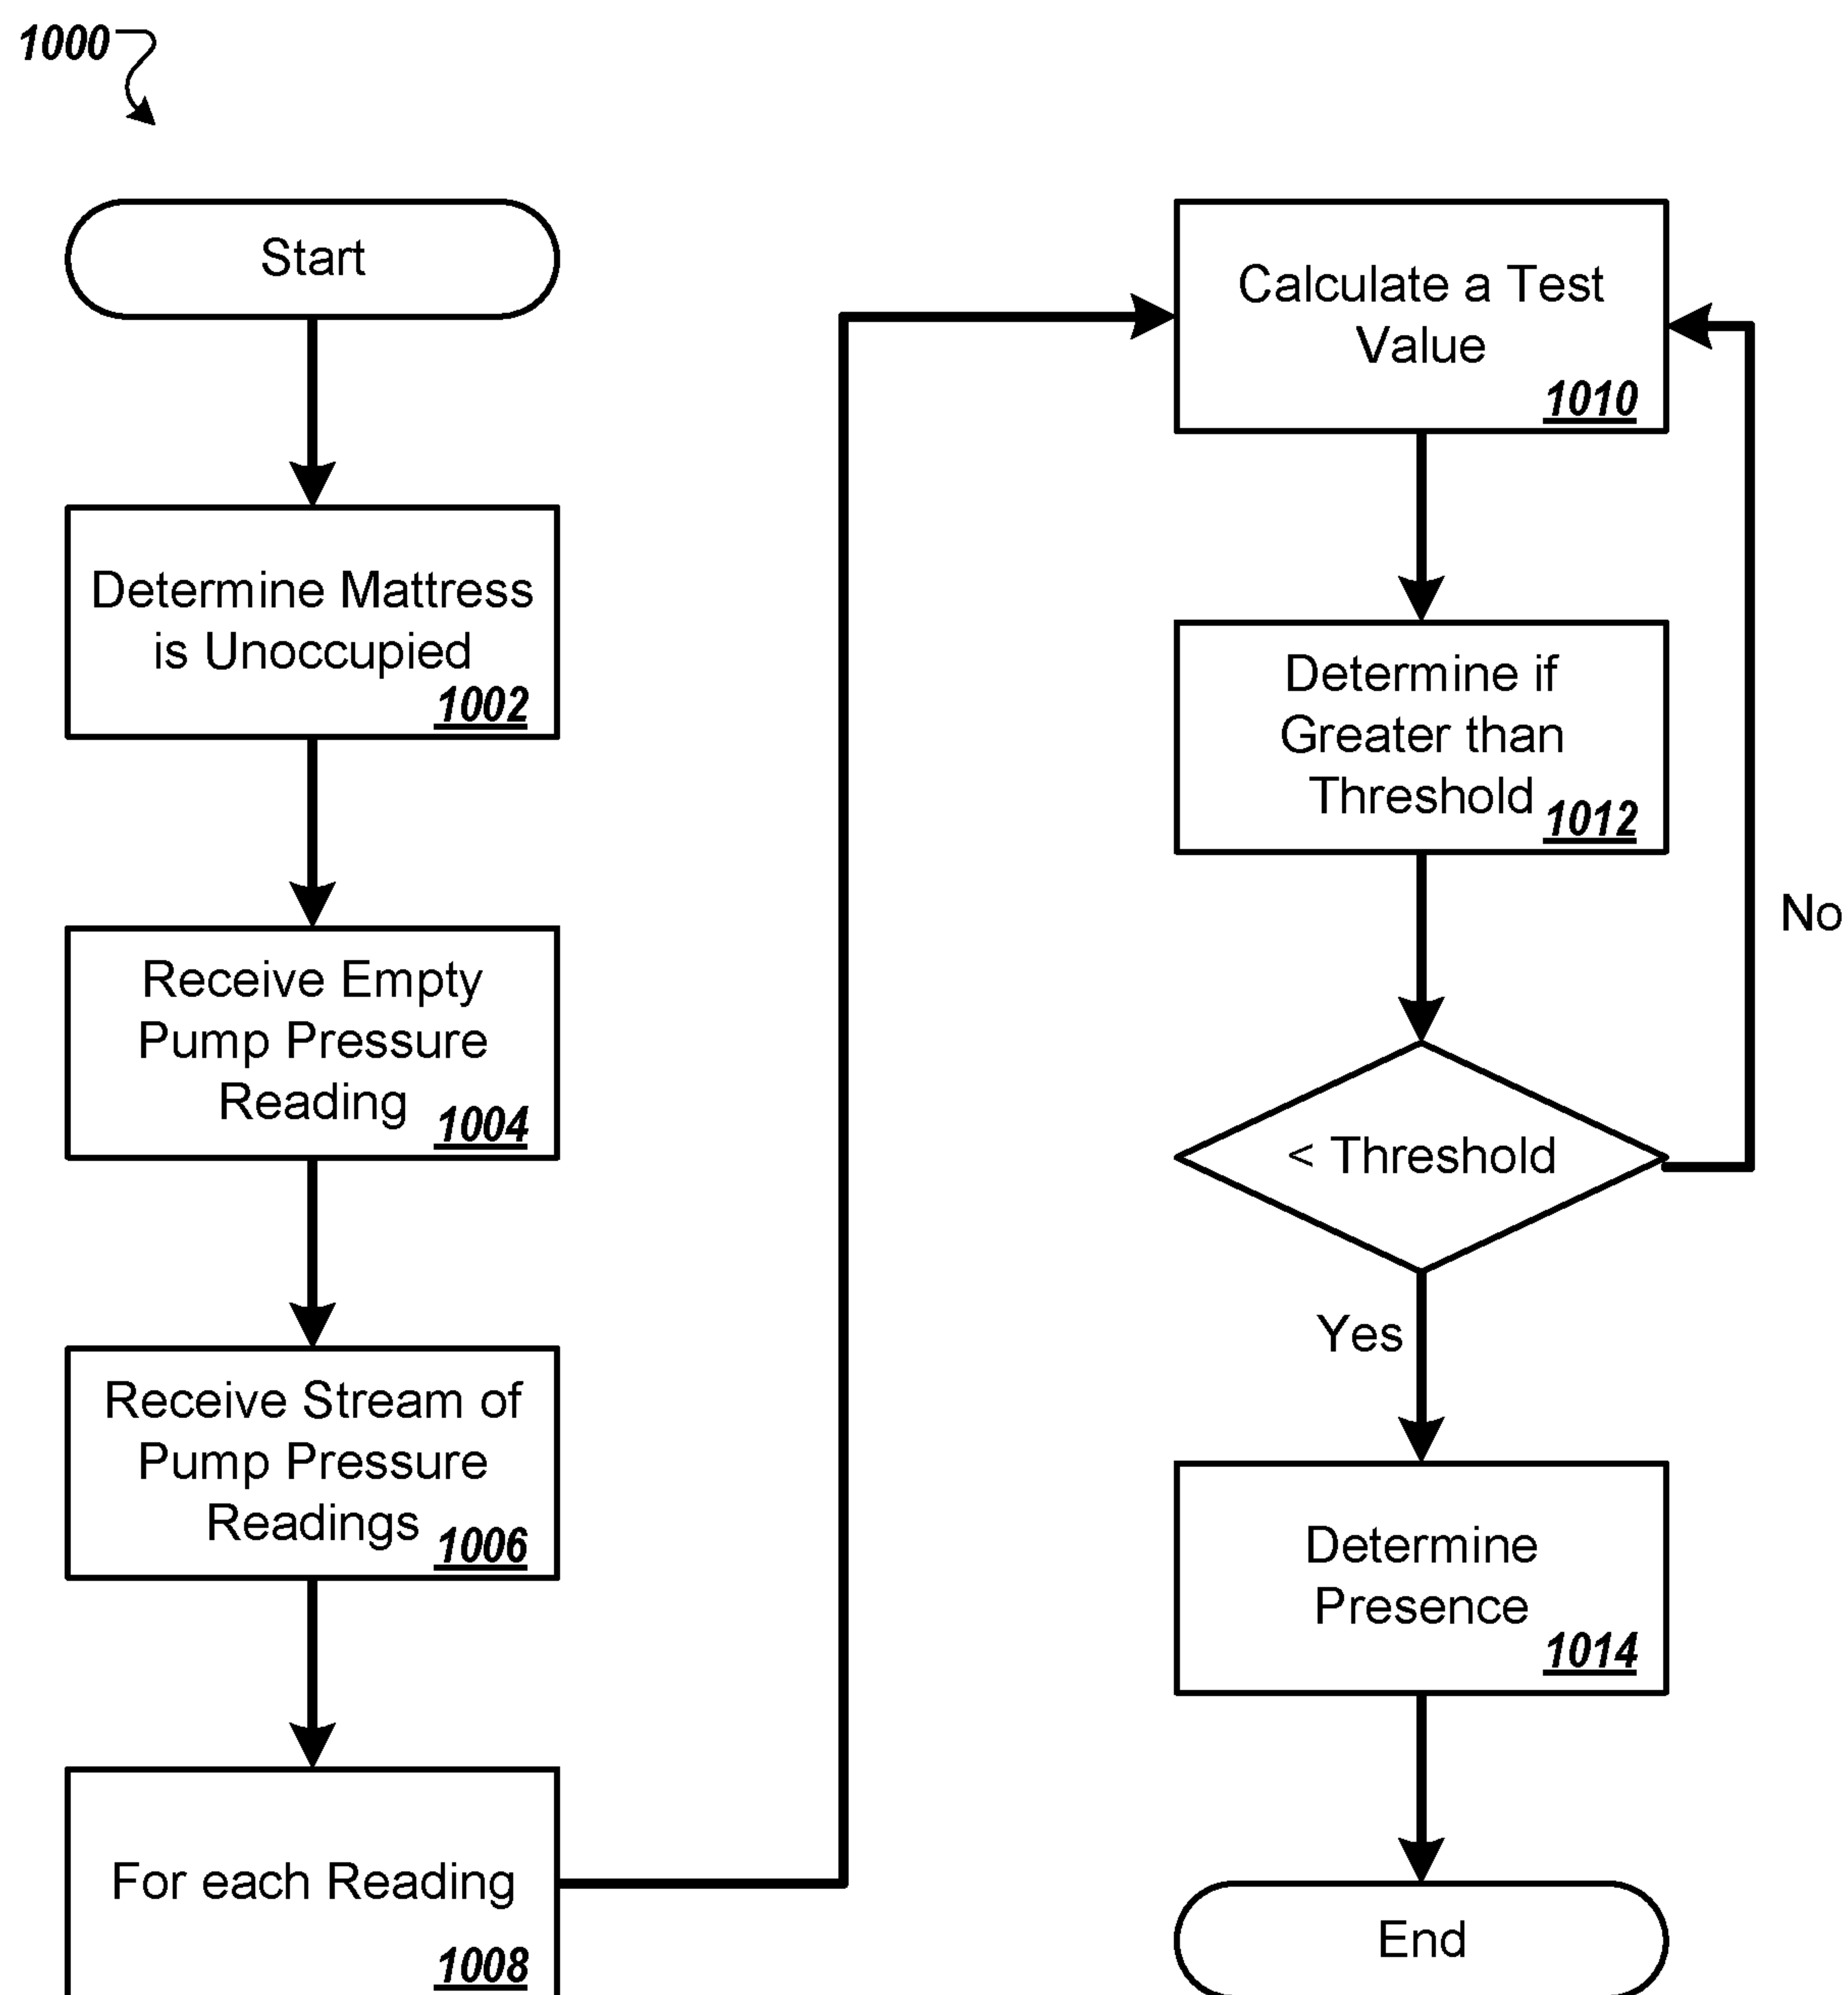 1000
Start
Determine Mattress
is Unoccupied
1002
Receive Empty
Pump Pressure
Reading
1004
Receive Stream of
Pump Pressure
Readings
1006
For each Reading
1008
Calculate a Test
Value
1010
Determine if
Greater than
Threshold
1012
No
< Threshold
Yes
Determine
Presence
1014
End